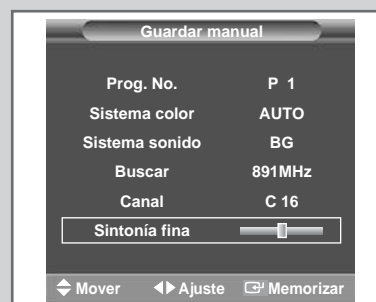 Guardar manual
Prog. No. P 1
Sistema color AUTO
Sistema sonido BG
Buscar 891MHz
Canal C 16
Sintonía fina
Mover Ajuste Memorizar